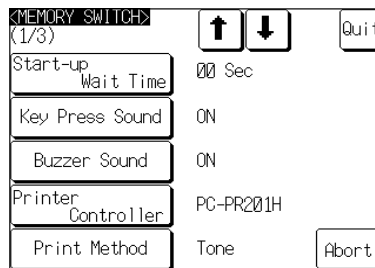 <MEMORY SWITCH>
(1/3)
Quit
Start-up
Wait Time
00 Sec
Key Press Sound
ON
Buzzer Sound
ON
Printer
Controller
PC-PR201H
Print Method
Tone
Abort